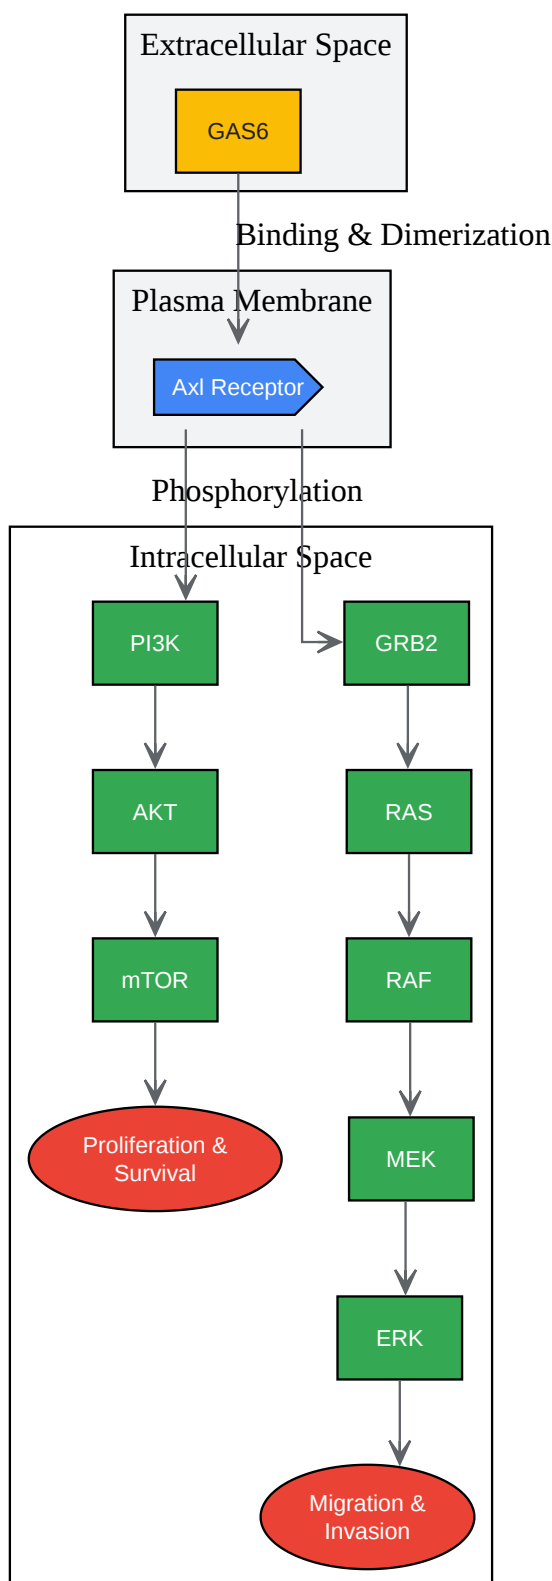 Extracellular Space
GAS6
Binding & Dimerization
Plasma Membrane
Axl Receptor
Phosphorylation
Intracellular Space
PI3K
GRB2
AKT
RAS
mTOR
RAF
Proliferation &
Survival
MEK
ERK
Migration &
Invasion